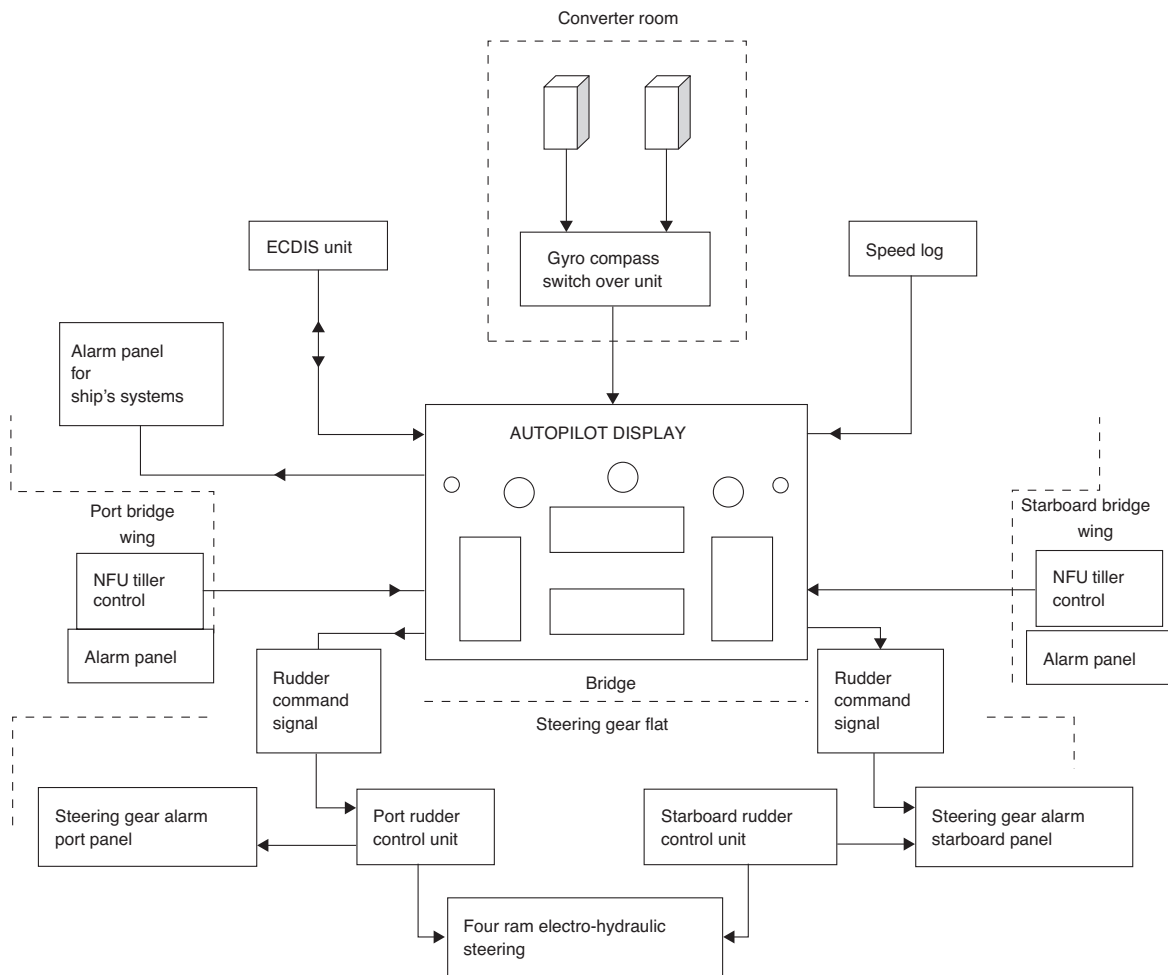 Converter room
ECDIS unit
Gyro compass
switch over unit
Speed log
Alarm panel
for
ship's systems
AUTOPILOT DISPLAY
Port bridge
wing
NFU tiller
control
Alarm panel
Starboard bridge
wing
NFU tiller
control
Alarm panel
Rudder
command
signal
Bridge
Steering gear flat
Rudder
command
signal
Steering gear alarm
port panel
Port rudder
control unit
Starboard rudder
control unit
Steering gear alarm
starboard panel
Four ram electro-hydraulic
steering